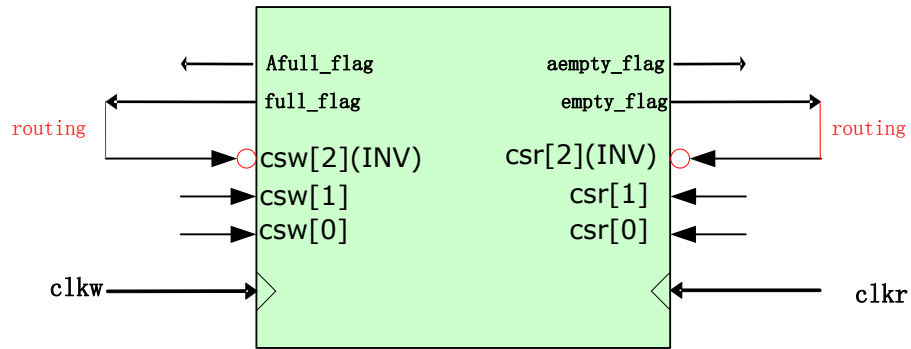 Afull_flag aempty_flag
full_flag empty_flag
routing routing
csw[2](INV) csr[2](INV)
csw[1] csr[1]
csw[0] csr[0]
clkw clkr